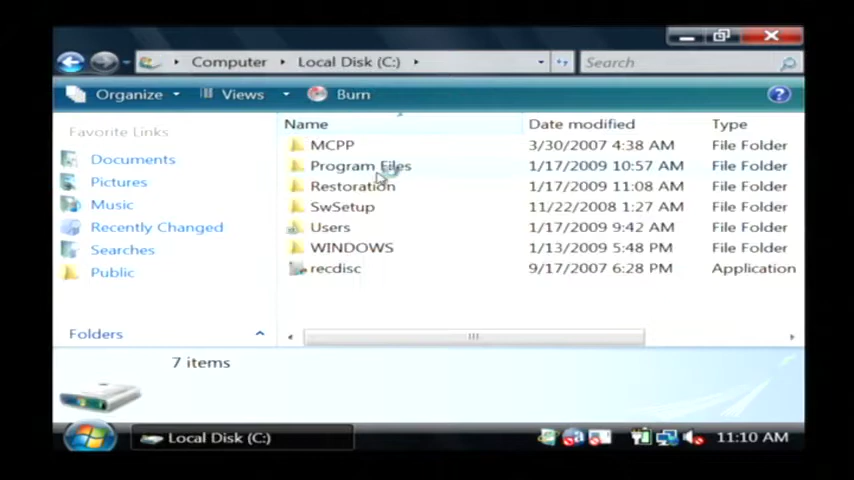 Computer Local Disk (C:) Search
Organize Views Burn
Favorite Links
Documents
Pictures
Music
Recently Changed
Searches
Public
Folders
Name Date modified Type
MCPP 3/30/2007 4:38 AM File Folder
Program Files 1/17/2009 10:57 AM File Folder
Restoration 1/17/2009 11:08 AM File Folder
SwSetup 11/22/2008 1:27 AM File Folder
Users 1/17/2009 9:42 AM File Folder
WINDOWS 1/13/2009 5:48 PM File Folder
recdisc 9/17/2007 6:28 PM Application
7 items
Local Disk (C:) 11:10 AM